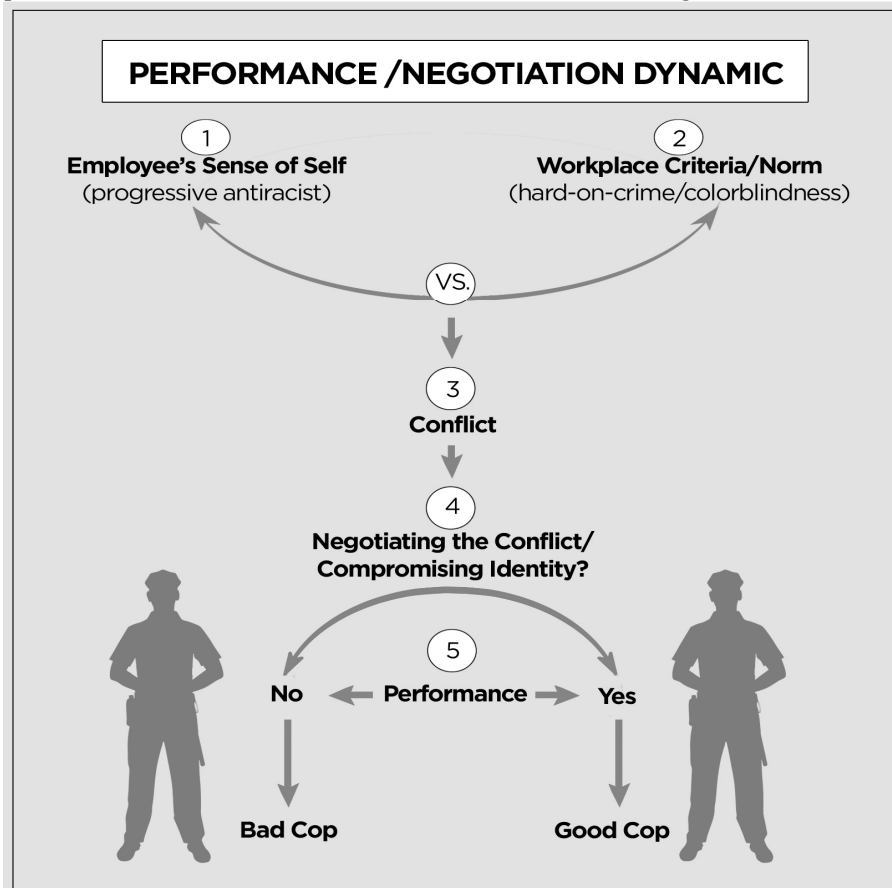 PERFORMANCE /NEGOTIATION DYNAMIC
1
Employee's Sense of Self
(progressive antiracist)
2
Workplace Criteria/Norm
(hard-on-crime/colorblindness)
VS.
3
Conflict
4
Negotiating the Conflict/
Compromising Identity?
5
No
Performance
Yes
Bad Cop
Good Cop